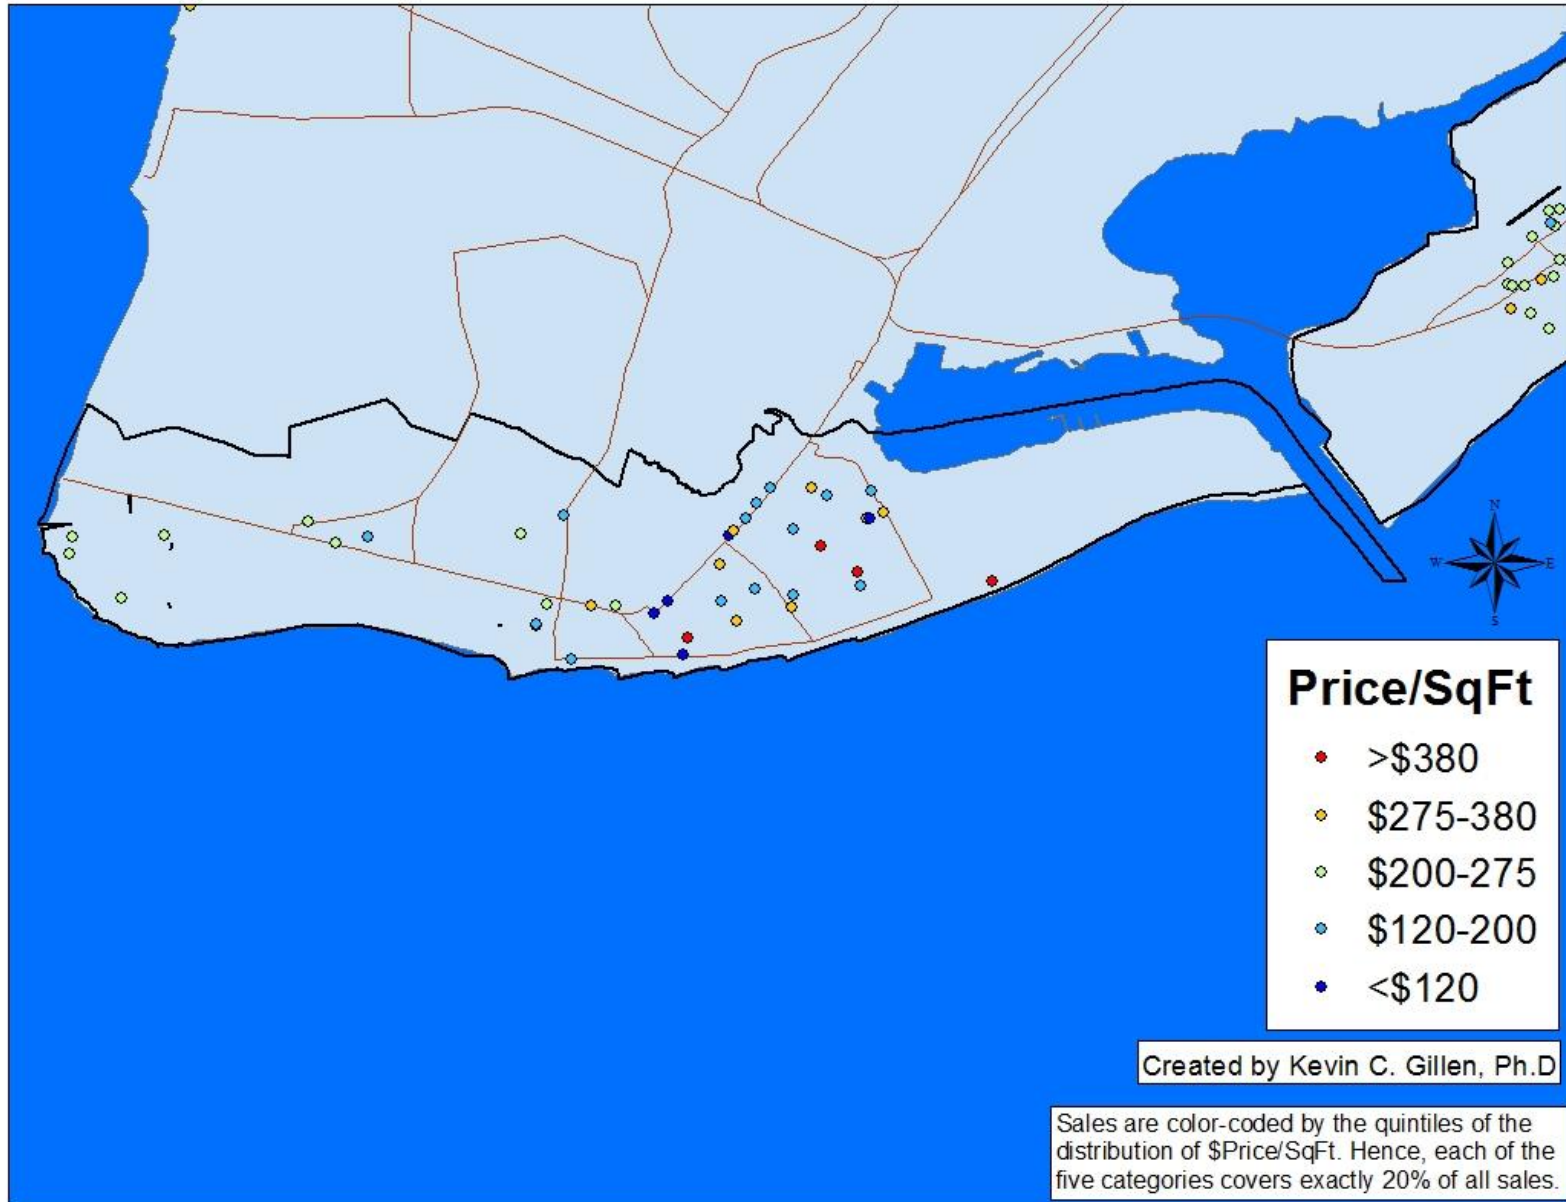 N
W
E
S
Price/SqFt
>$380
$275-380
$200-275
$120-200
<$120
Created by Kevin C. Gillen, Ph.D
Sales are color-coded by the quintiles of the
distribution of $Price/SqFt. Hence, each of the
five categories covers exactly 20% of all sales.